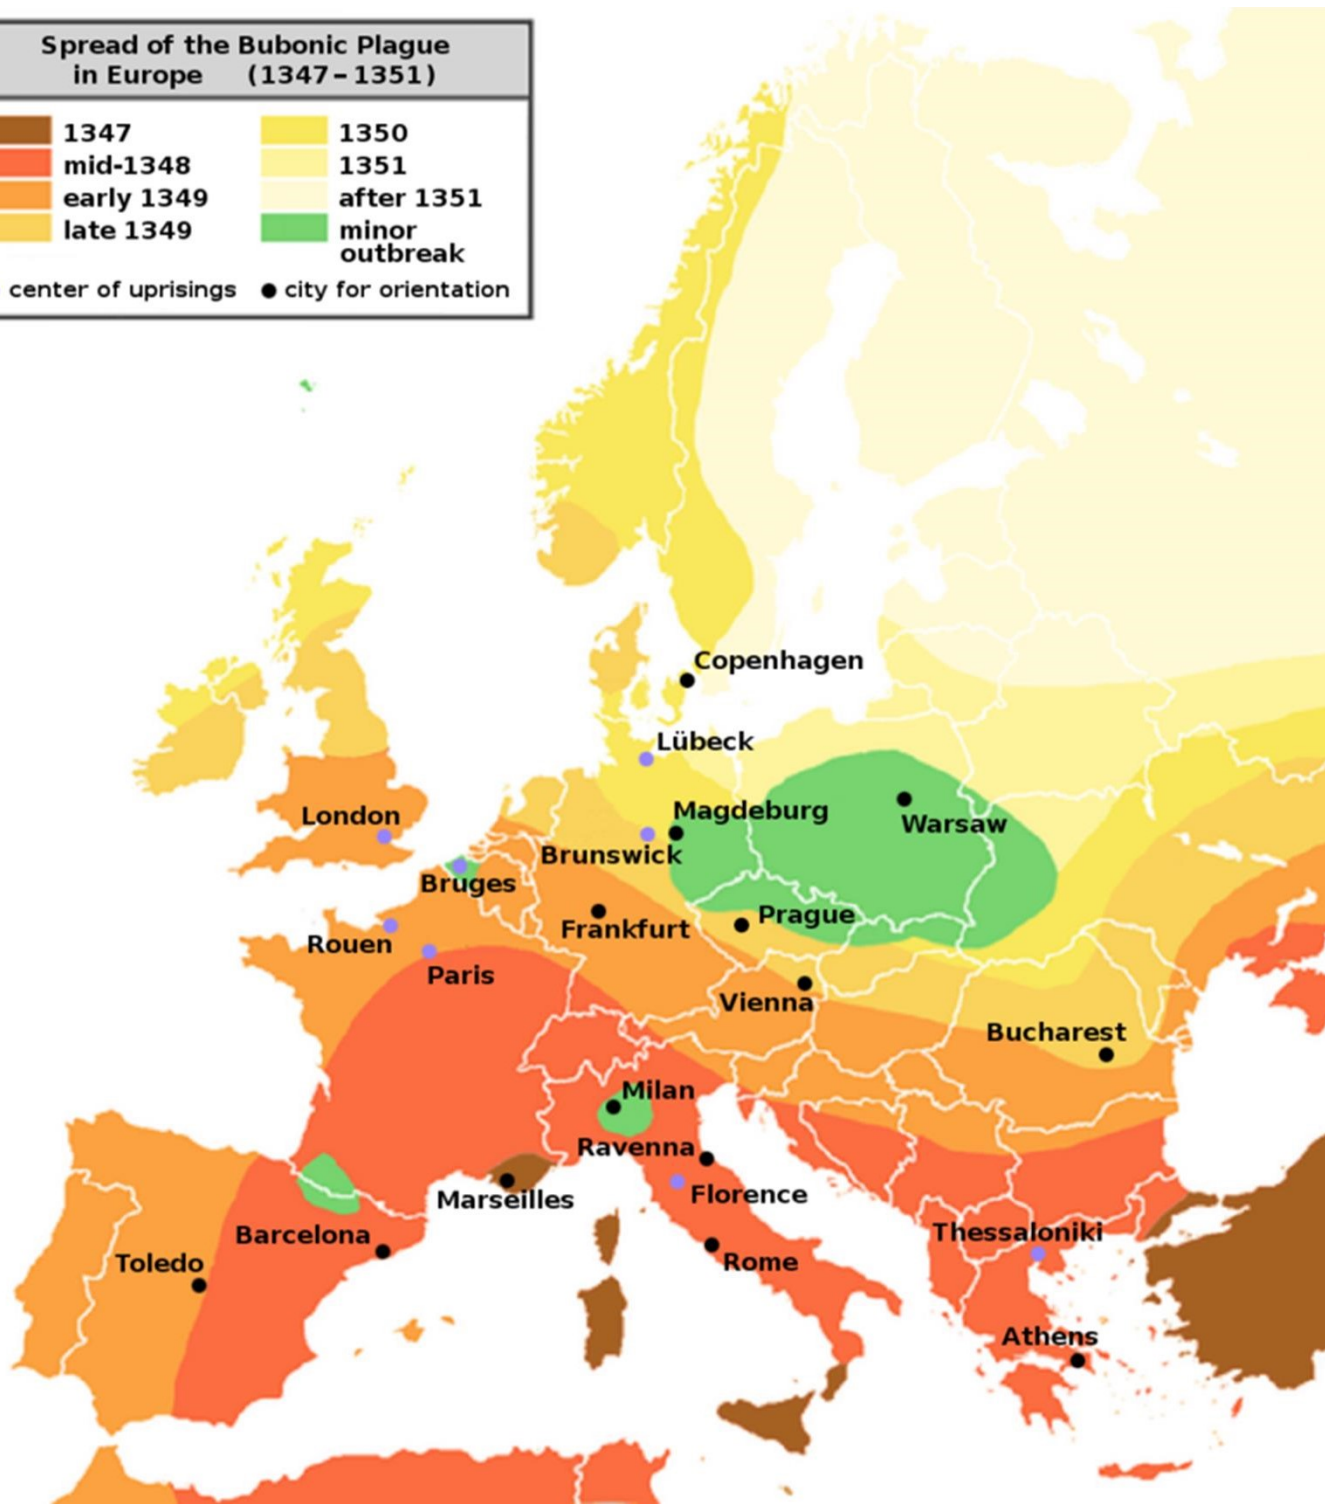 Spread of the Bubonic Plague
in Europe (1347–1351)
1347
mid-1348
early 1349
late 1349
1350
1351
after 1351
minor
outbreak
center of uprisings
city for orientation
Copenhagen
Lübeck
Magdeburg
Warsaw
London
Brunswick
Bruges
Prague
Frankfurt
Rouen
Paris
Vienna
Bucharest
Milan
Ravenna
Marseilles
Florence
Barcelona
Thessaloniki
Toledo
Rome
Athens